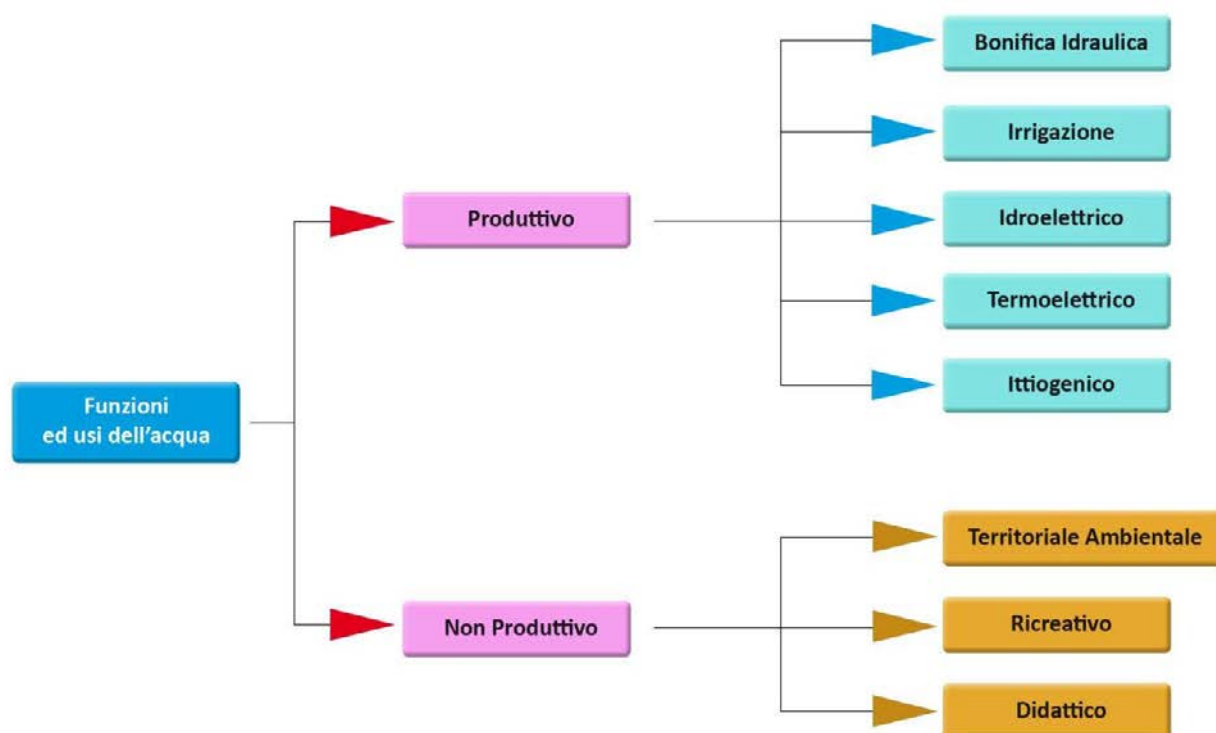 Bonifica Idraulica
Irrigazione
Produttivo
Idroelettrico
Termoelettrico
Ittiogenico
Funzioni
ed usi dell'acqua
Territoriale Ambientale
Non Produttivo
Ricreativo
Didattico